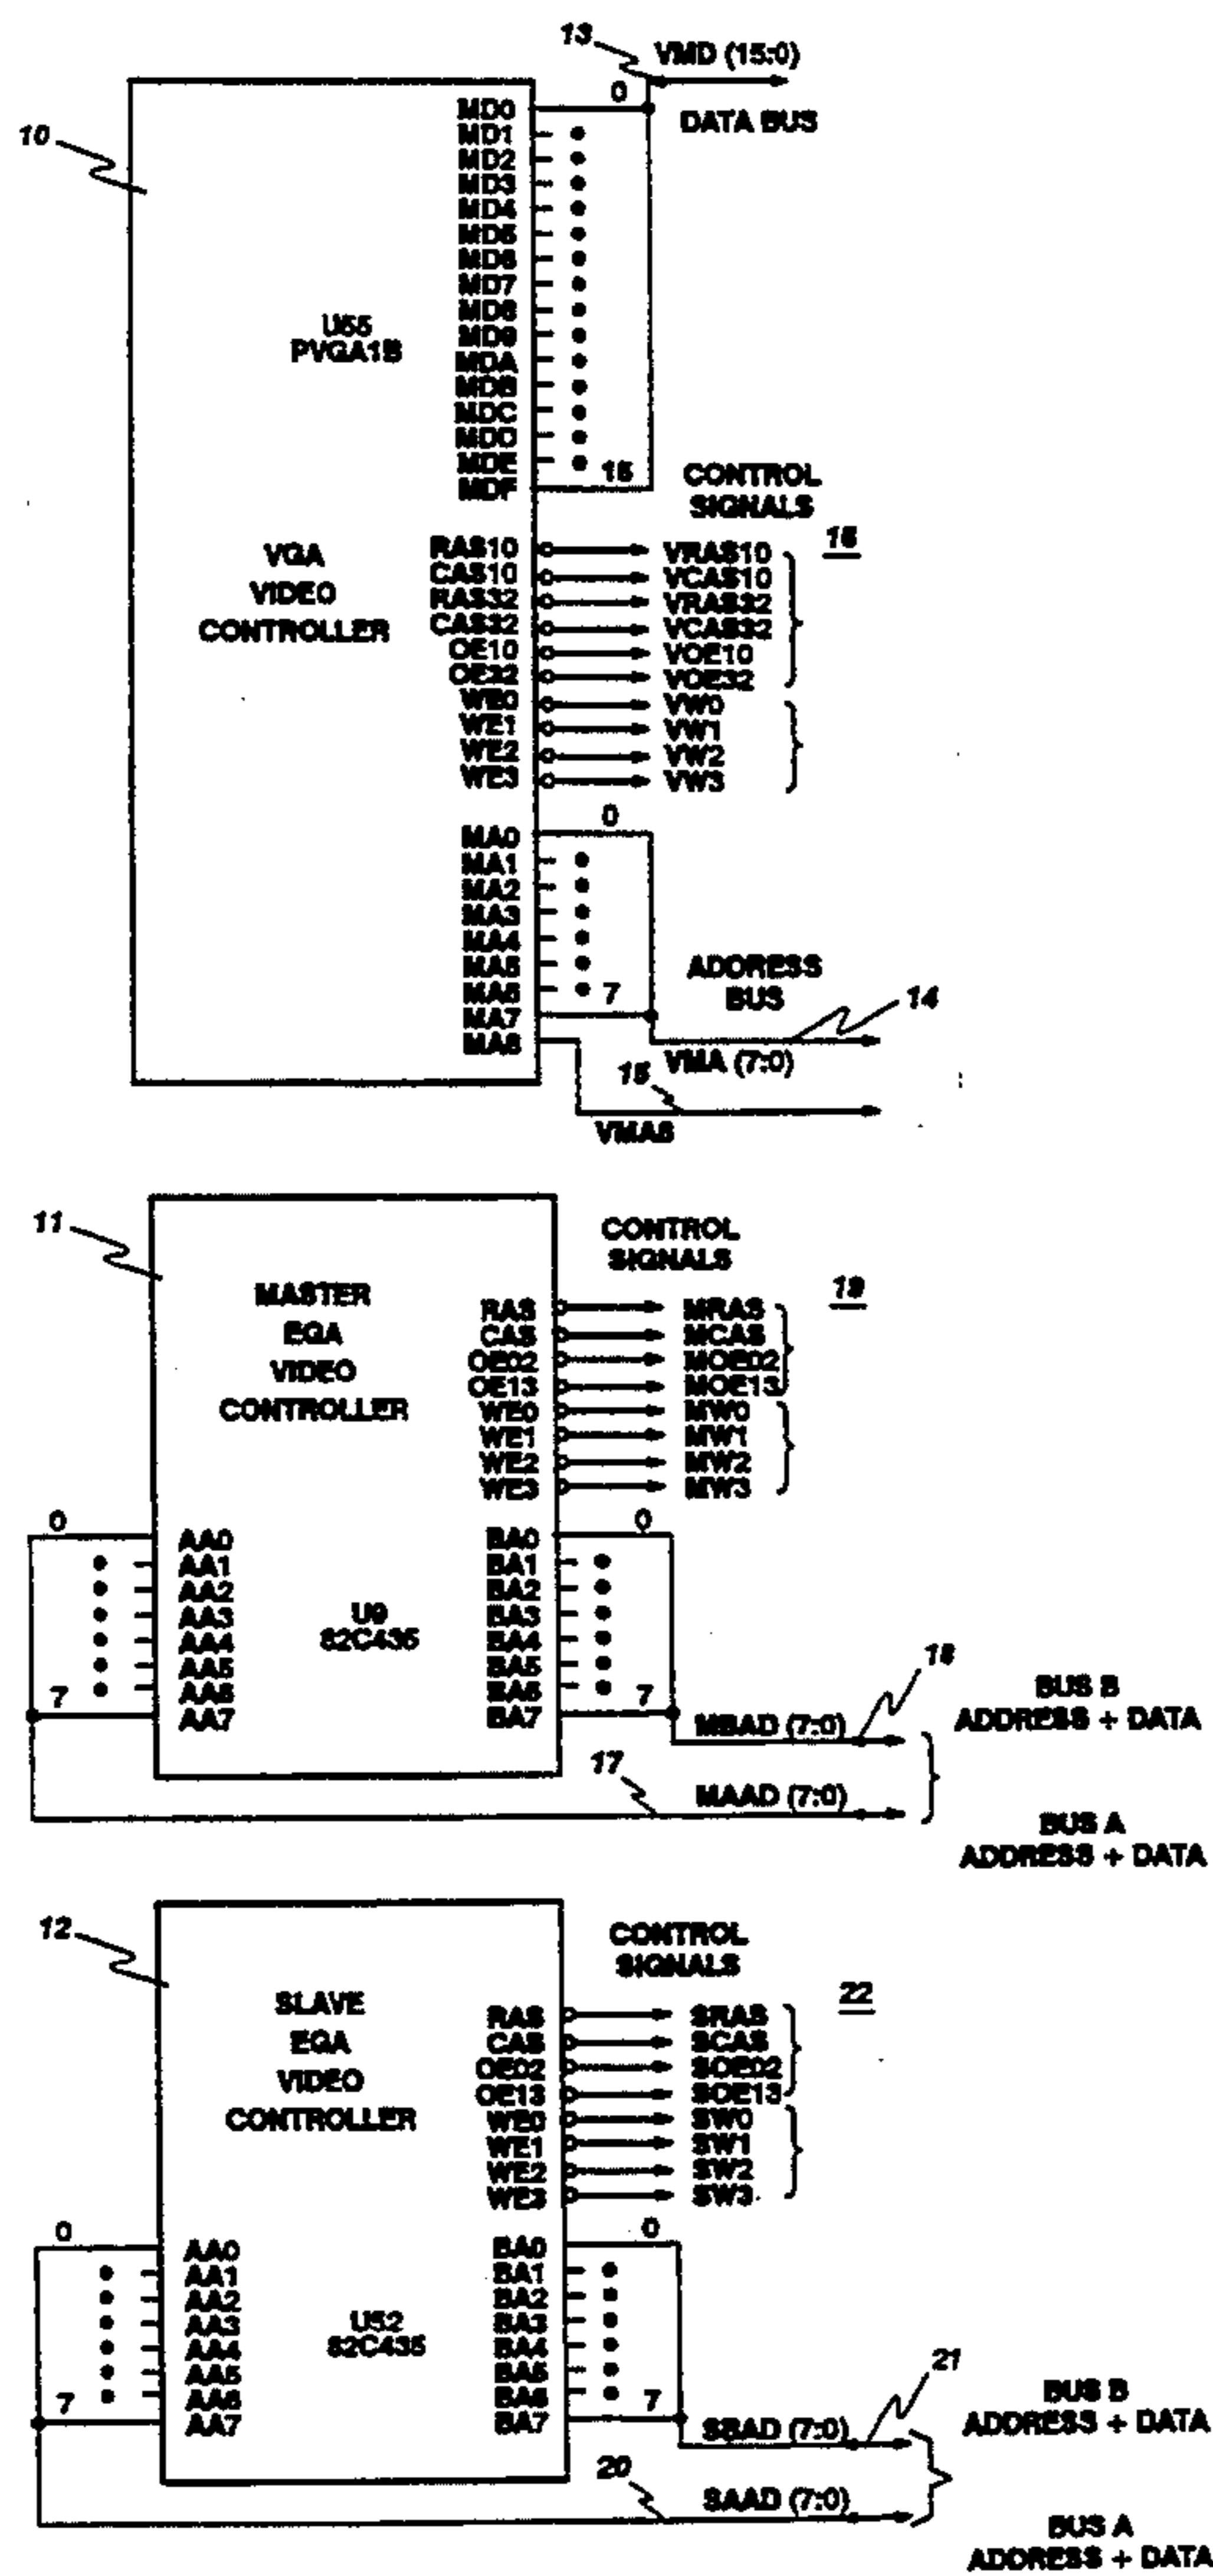 13
VMD (15:0)
DATA BUS
10
0
MD0
MD1
MD2
MD3
MD4
MD5
MD6
MD7
MD8
MD9
MDA
MDB
MDC
MDD
MDE
MDF
15
U55
PVGA1B
VGA
VIDEO
CONTROLLER
CONTROL
SIGNALS
16
RAS10 VRAS10
CAS10 VCAS10
RAS32 VRAS32
CAS32 VCAS32
OE10 VOE10
OE32 VOE32
WE0 VW0
WE1 VW1
WE2 VW2
WE3 VW3
0
MA0
MA1
MA2
MA3
MA4
MA5
MA6
MA7
MA8
7
ADDRESS
BUS
14
VMA (7:0)
15
VMA8
11
MASTER
EGA
VIDEO
CONTROLLER
CONTROL
SIGNALS
19
RAS MRAS
CAS MCAS
OE02 MOE02
OE13 MOE13
WE0 MW0
WE1 MW1
WE2 MW2
WE3 MW3
0
AA0
AA1
AA2
AA3
AA4
AA5
AA6
AA7
7
U9
82C435
0
BA0
BA1
BA2
BA3
BA4
BA5
BA6
BA7
7
18
MBAD (7:0)
BUS B
ADDRESS + DATA
17
MAAD (7:0)
BUS A
ADDRESS + DATA
12
SLAVE
EGA
VIDEO
CONTROLLER
CONTROL
SIGNALS
22
RAS SRAS
CAS SCAS
OE02 SOE02
OE13 SOE13
WE0 SW0
WE1 SW1
WE2 SW2
WE3 SW3
0
AA0
AA1
AA2
AA3
AA4
AA5
AA6
AA7
7
U52
82C435
0
BA0
BA1
BA2
BA3
BA4
BA5
BA6
BA7
7
21
SBAD (7:0)
BUS B
ADDRESS + DATA
20
SAAD (7:0)
BUS A
ADDRESS + DATA